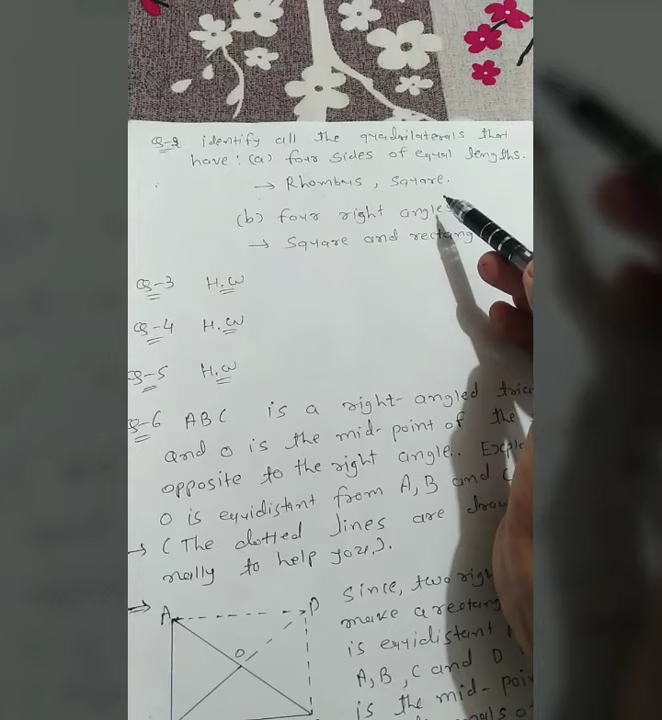 Q-2 identify all the quadrilaterals that
have: (a) four sides of equal lengths.
→ Rhombus, Square.
(b) four right angle
→ Square and rectang
Q-3 H.W
Q-4 H.W
Q-5 H.W
Q-6 ABC is a right-angled
and O is the mid-point of the
opposite to the right angle. Expla
O is equidistant from A, B and C
→ (The dotted lines are draw
nally to help you).
⇒ Since, two righ
make a rectang
is equidistant
A, B, C and D
is the mid-poin
A D
O